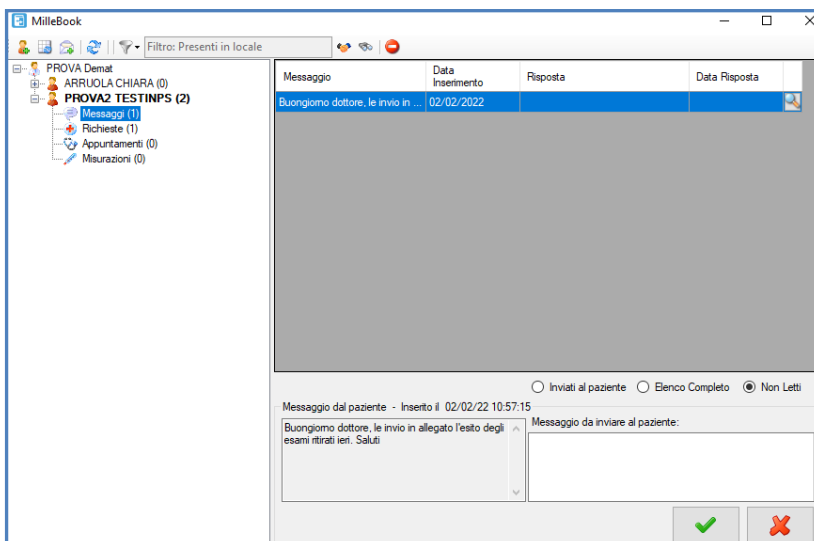 MilleBook
Filtro: Presenti in locale
PROVA Demat
ARRUOLA CHIARA (0)
PROVA2 TESTINPS (2)
Messaggi (1)
Richieste (1)
Appuntamenti (0)
Misurazioni (0)
Messaggio Data Inserimento Risposta Data Risposta
Buongiorno dottore, le invio in ... 02/02/2022
Inviati al paziente Elenco Completo Non Letti
Messaggio dal paziente - Inserito il 02/02/22 10:57:15
Buongiorno dottore, le invio in allegato l'esito degli
esami ritirati ieri. Saluti
Messaggio da inviare al paziente: